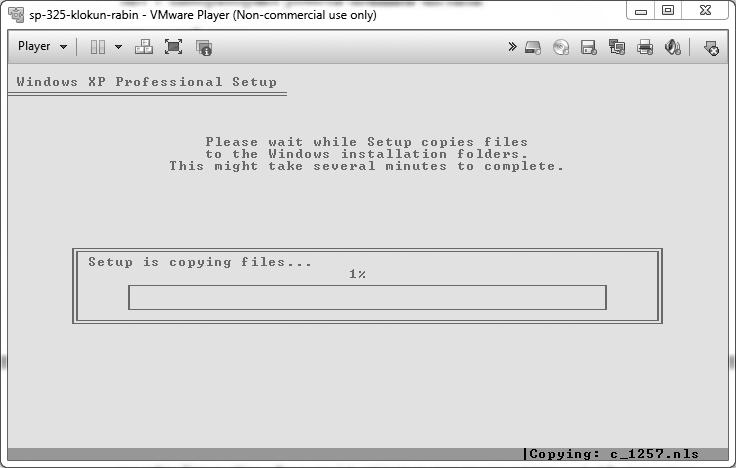 sp-325-klokun-rabin - VMware Player (Non-commercial use only)
Player
Windows XP Professional Setup
Please wait while Setup copies files
to the Windows installation folders.
This might take several minutes to complete.
Setup is copying files...
1%
|Copying: c_1257.nls